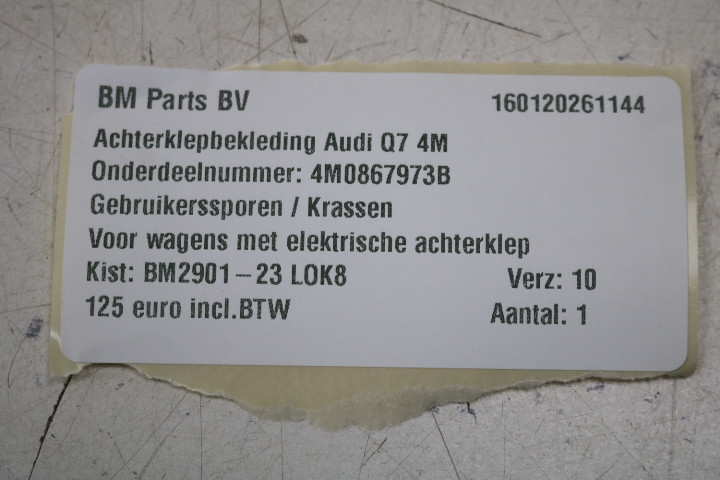 BM Parts BV 160120261144
Achterklepbekleding Audi Q7 4M
Onderdeelnummer: 4M0867973B
Gebruikerssporen / Krassen
Voor wagens met elektrische achterklep
Kist: BM2901-23 LOK8 Verz: 10
125 euro incl.BTW Aantal: 1